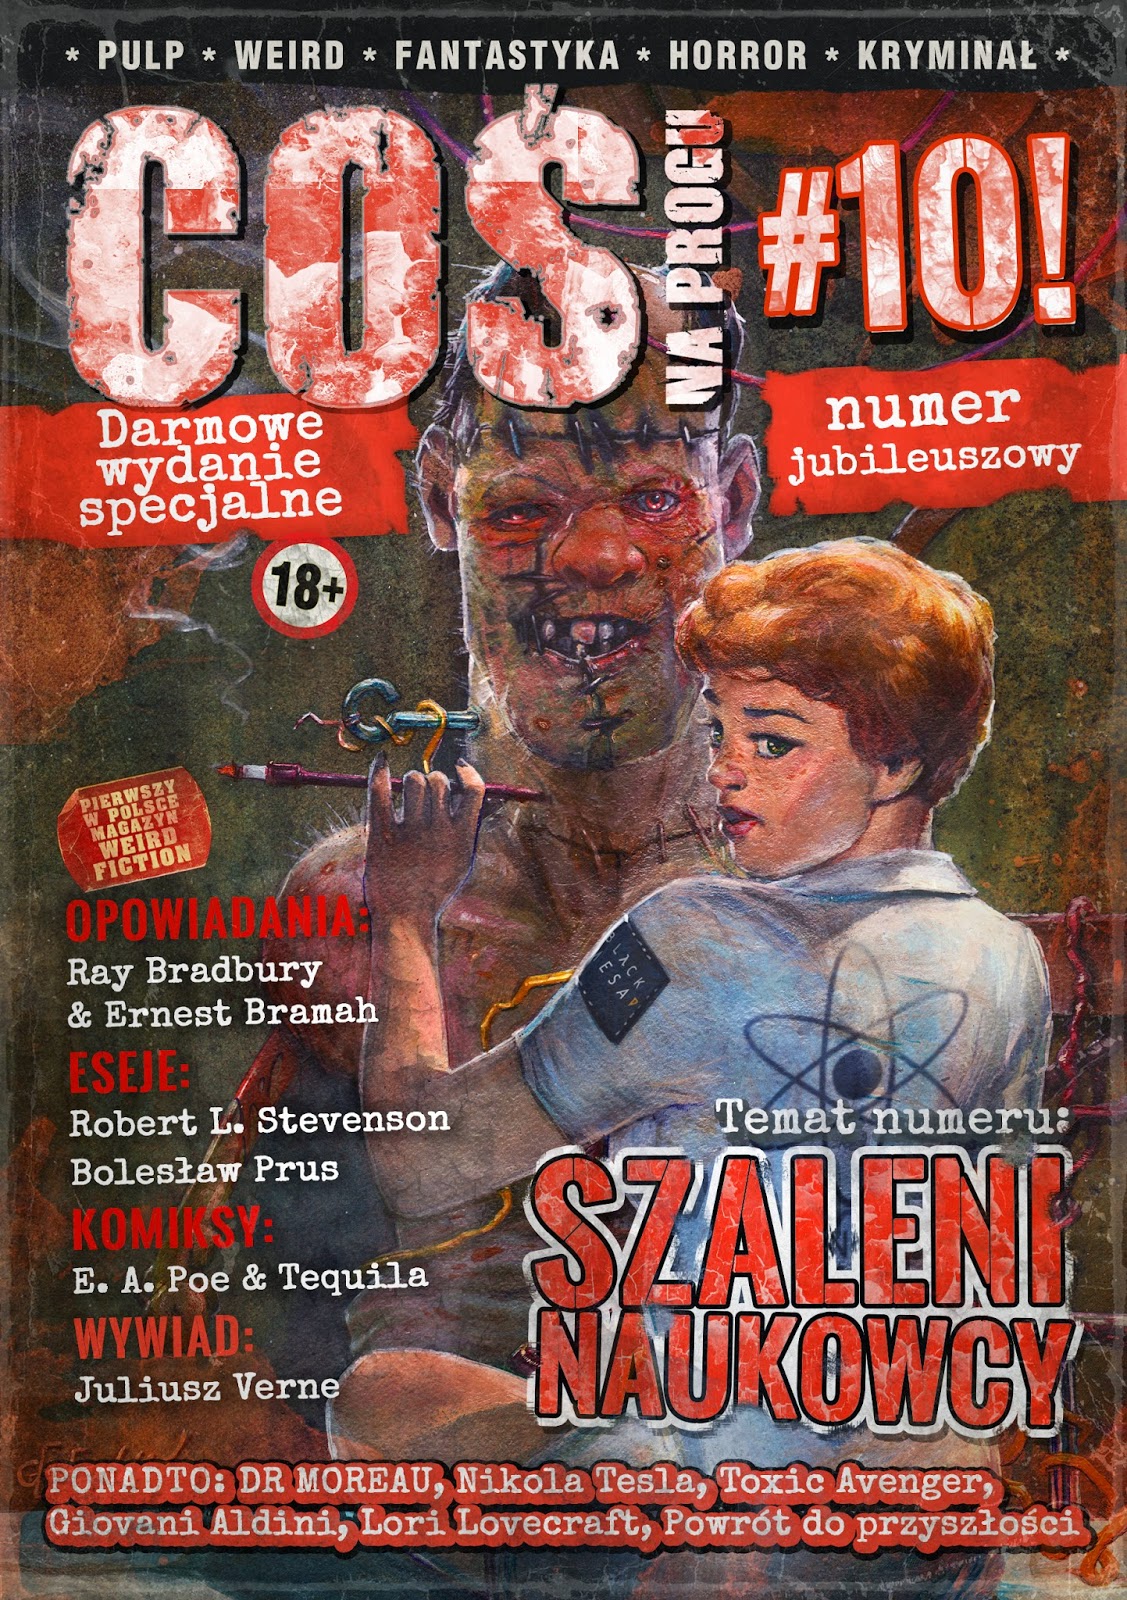 * PULP * WEIRD * FANTASTYKA * HORROR * KRYMINAŁ *
COŚ
NA PROGU
#10!
Darmowe
wydanie
specjalne
numer
jubileuszowy
18+
PIERWSZY
W POLSCE
MAGAZYN
WEIRD
FICTION
OPOWIADANIA:
Ray Bradbury
& Ernest Bramah
ESEJE:
Robert L. Stevenson
Bolesław Prus
KOMIKSY:
E. A. Poe & Tequila
WYWIAD:
Juliusz Verne
BLACK
Temat numeru:
SZALENI
NAUKOWCY
PONADTO: DR MOREAU, Nikola Tesla, Toxic Avenger,
Giovani Aldini, Lori Lovecraft, Powrót do przyszłości